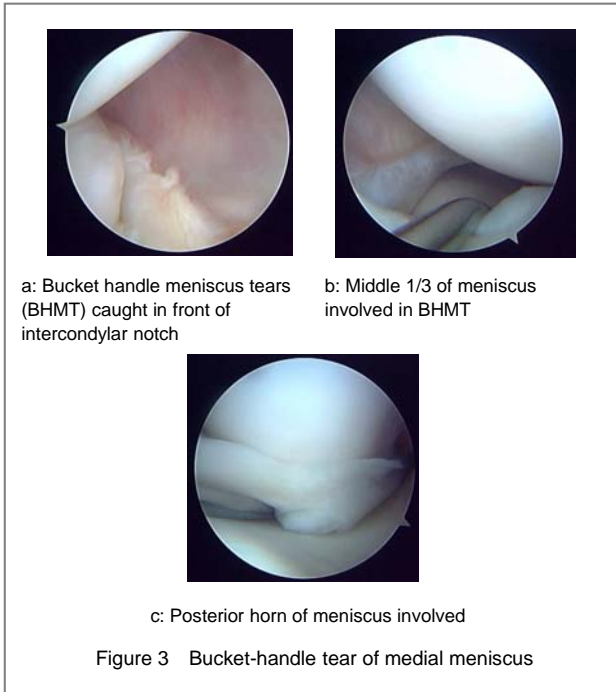 a: Bucket handle meniscus tears
(BHMT) caught in front of
intercondylar notch
b: Middle 1/3 of meniscus
involved in BHMT
c: Posterior horn of meniscus involved
Figure 3 Bucket-handle tear of medial meniscus